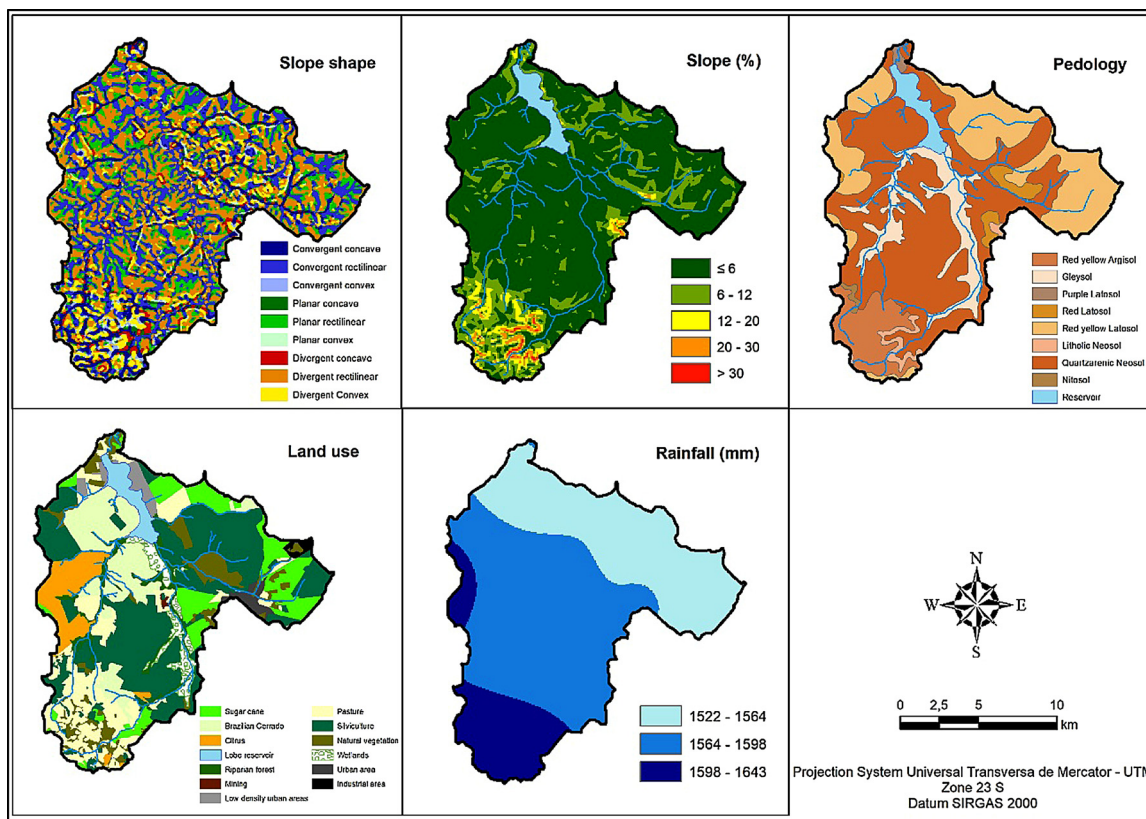 Slope shape
Convergent concave
Convergent rectilinear
Convergent convex
Planar concave
Planar rectilinear
Planar convex
Divergent concave
Divergent rectilinear
Divergent Convex
Slope (%)
≤ 6
6 - 12
12 - 20
20 - 30
> 30
Pedology
Red yellow Argisol
Gleysol
Purple Latosol
Red Latosol
Red yellow Latosol
Litholic Neosol
Quartzarenic Neosol
Nitosol
Reservoir
Land use
Sugar cane
Brazilian Cerrado
Citrus
Lobo reservoir
Riparian forest
Mining
Low density urban areas
Pasture
Silviculture
Natural vegetation
Wetlands
Urban area
Industrial area
Rainfall (mm)
1522 - 1564
1564 - 1598
1598 - 1643
N
W E
S
0 2,5 5 10
km
Projection System Universal Transversa de Mercator - UTM
Zone 23 S
Datum SIRGAS 2000